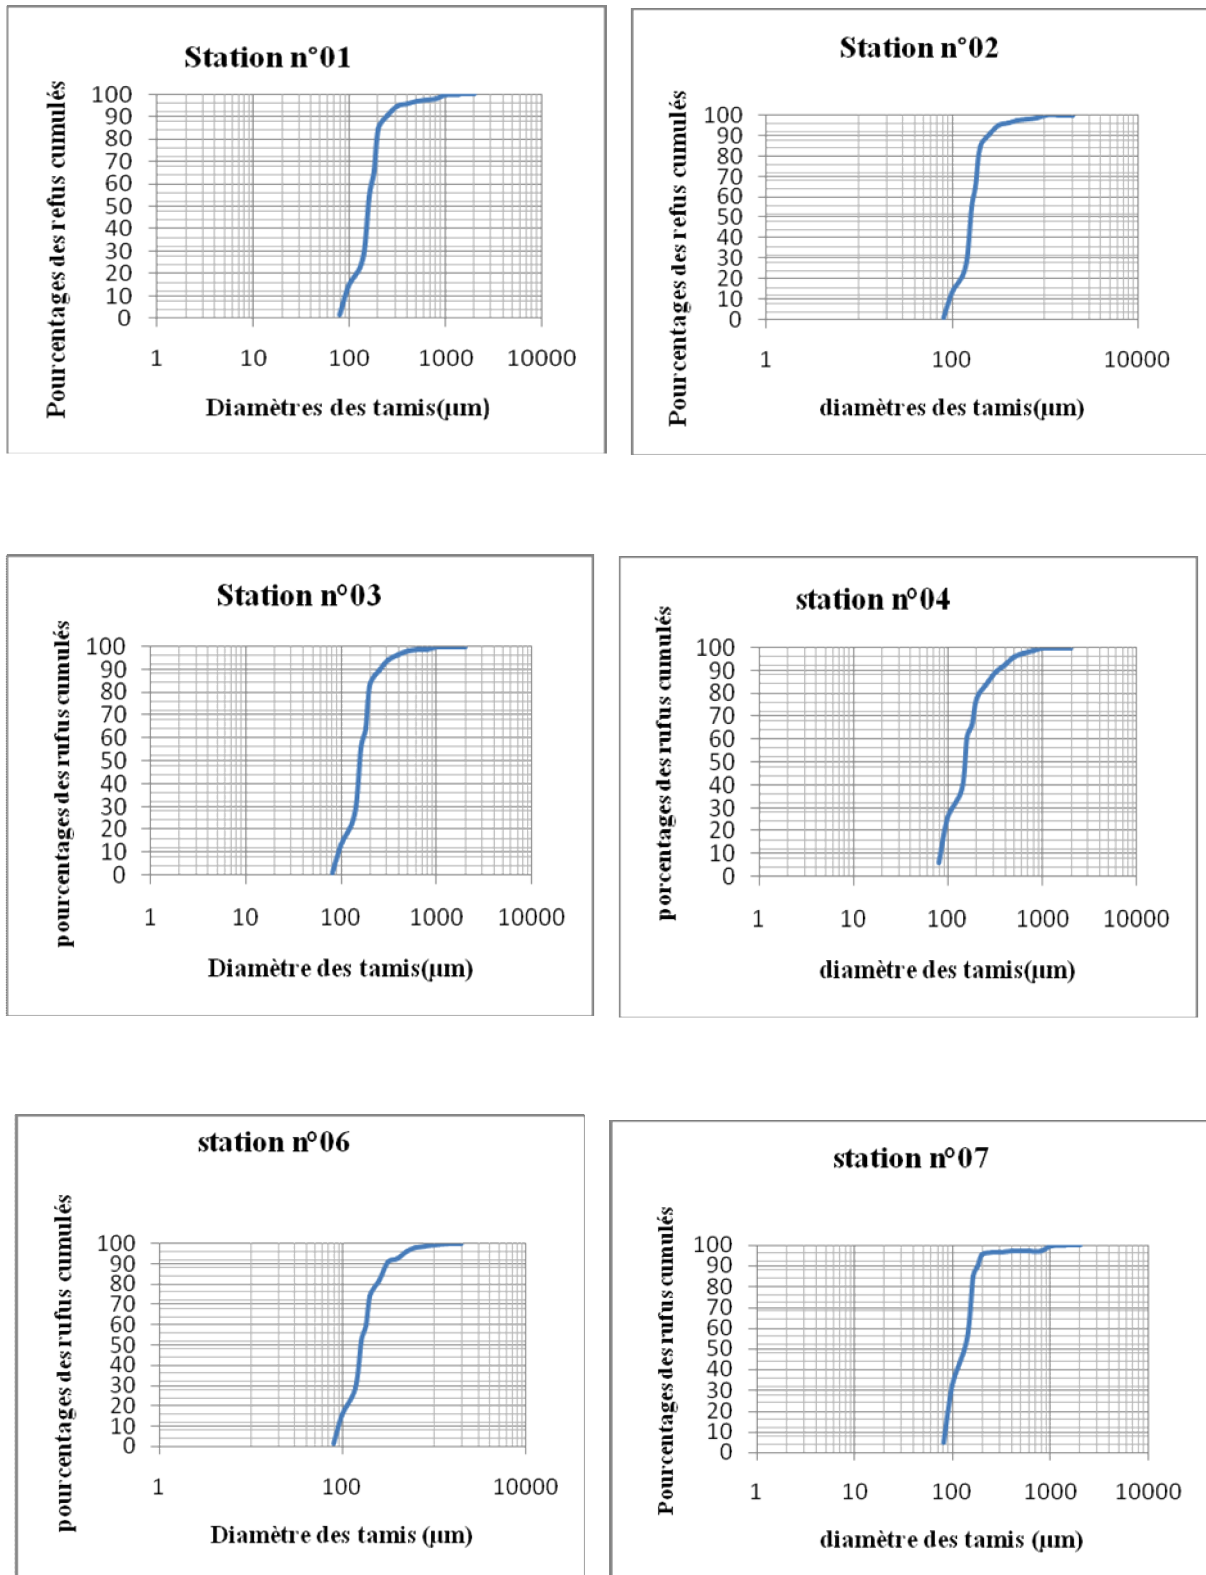 Station n°01
Pourcentages des refus cumulés
100
90
80
70
60
50
40
30
20
10
0
1 10 100 1000 10000
Diamètres des tamis(µm)
Station n°02
Pourcentages des refus cumulés
100
90
80
70
60
50
40
30
20
10
0
1 100 10000
diamètres des tamis(µm)
Station n°03
pourcentages des rufus cumulés
100
90
80
70
60
50
40
30
20
10
0
1 10 100 1000 10000
Diamètre des tamis(µm)
station n°04
porcentages des rufus cumulés
100
90
80
70
60
50
40
30
20
10
0
1 10 100 1000 10000
diamètre des tamis(µm)
station n°06
pourcentages des rufus cumulés
100
90
80
70
60
50
40
30
20
10
0
1 100 10000
Diamètre des tamis (µm)
station n°07
Pourcentages des rufus cumulés
100
90
80
70
60
50
40
30
20
10
0
1 10 100 1000 10000
diamètre des tamis(µm)